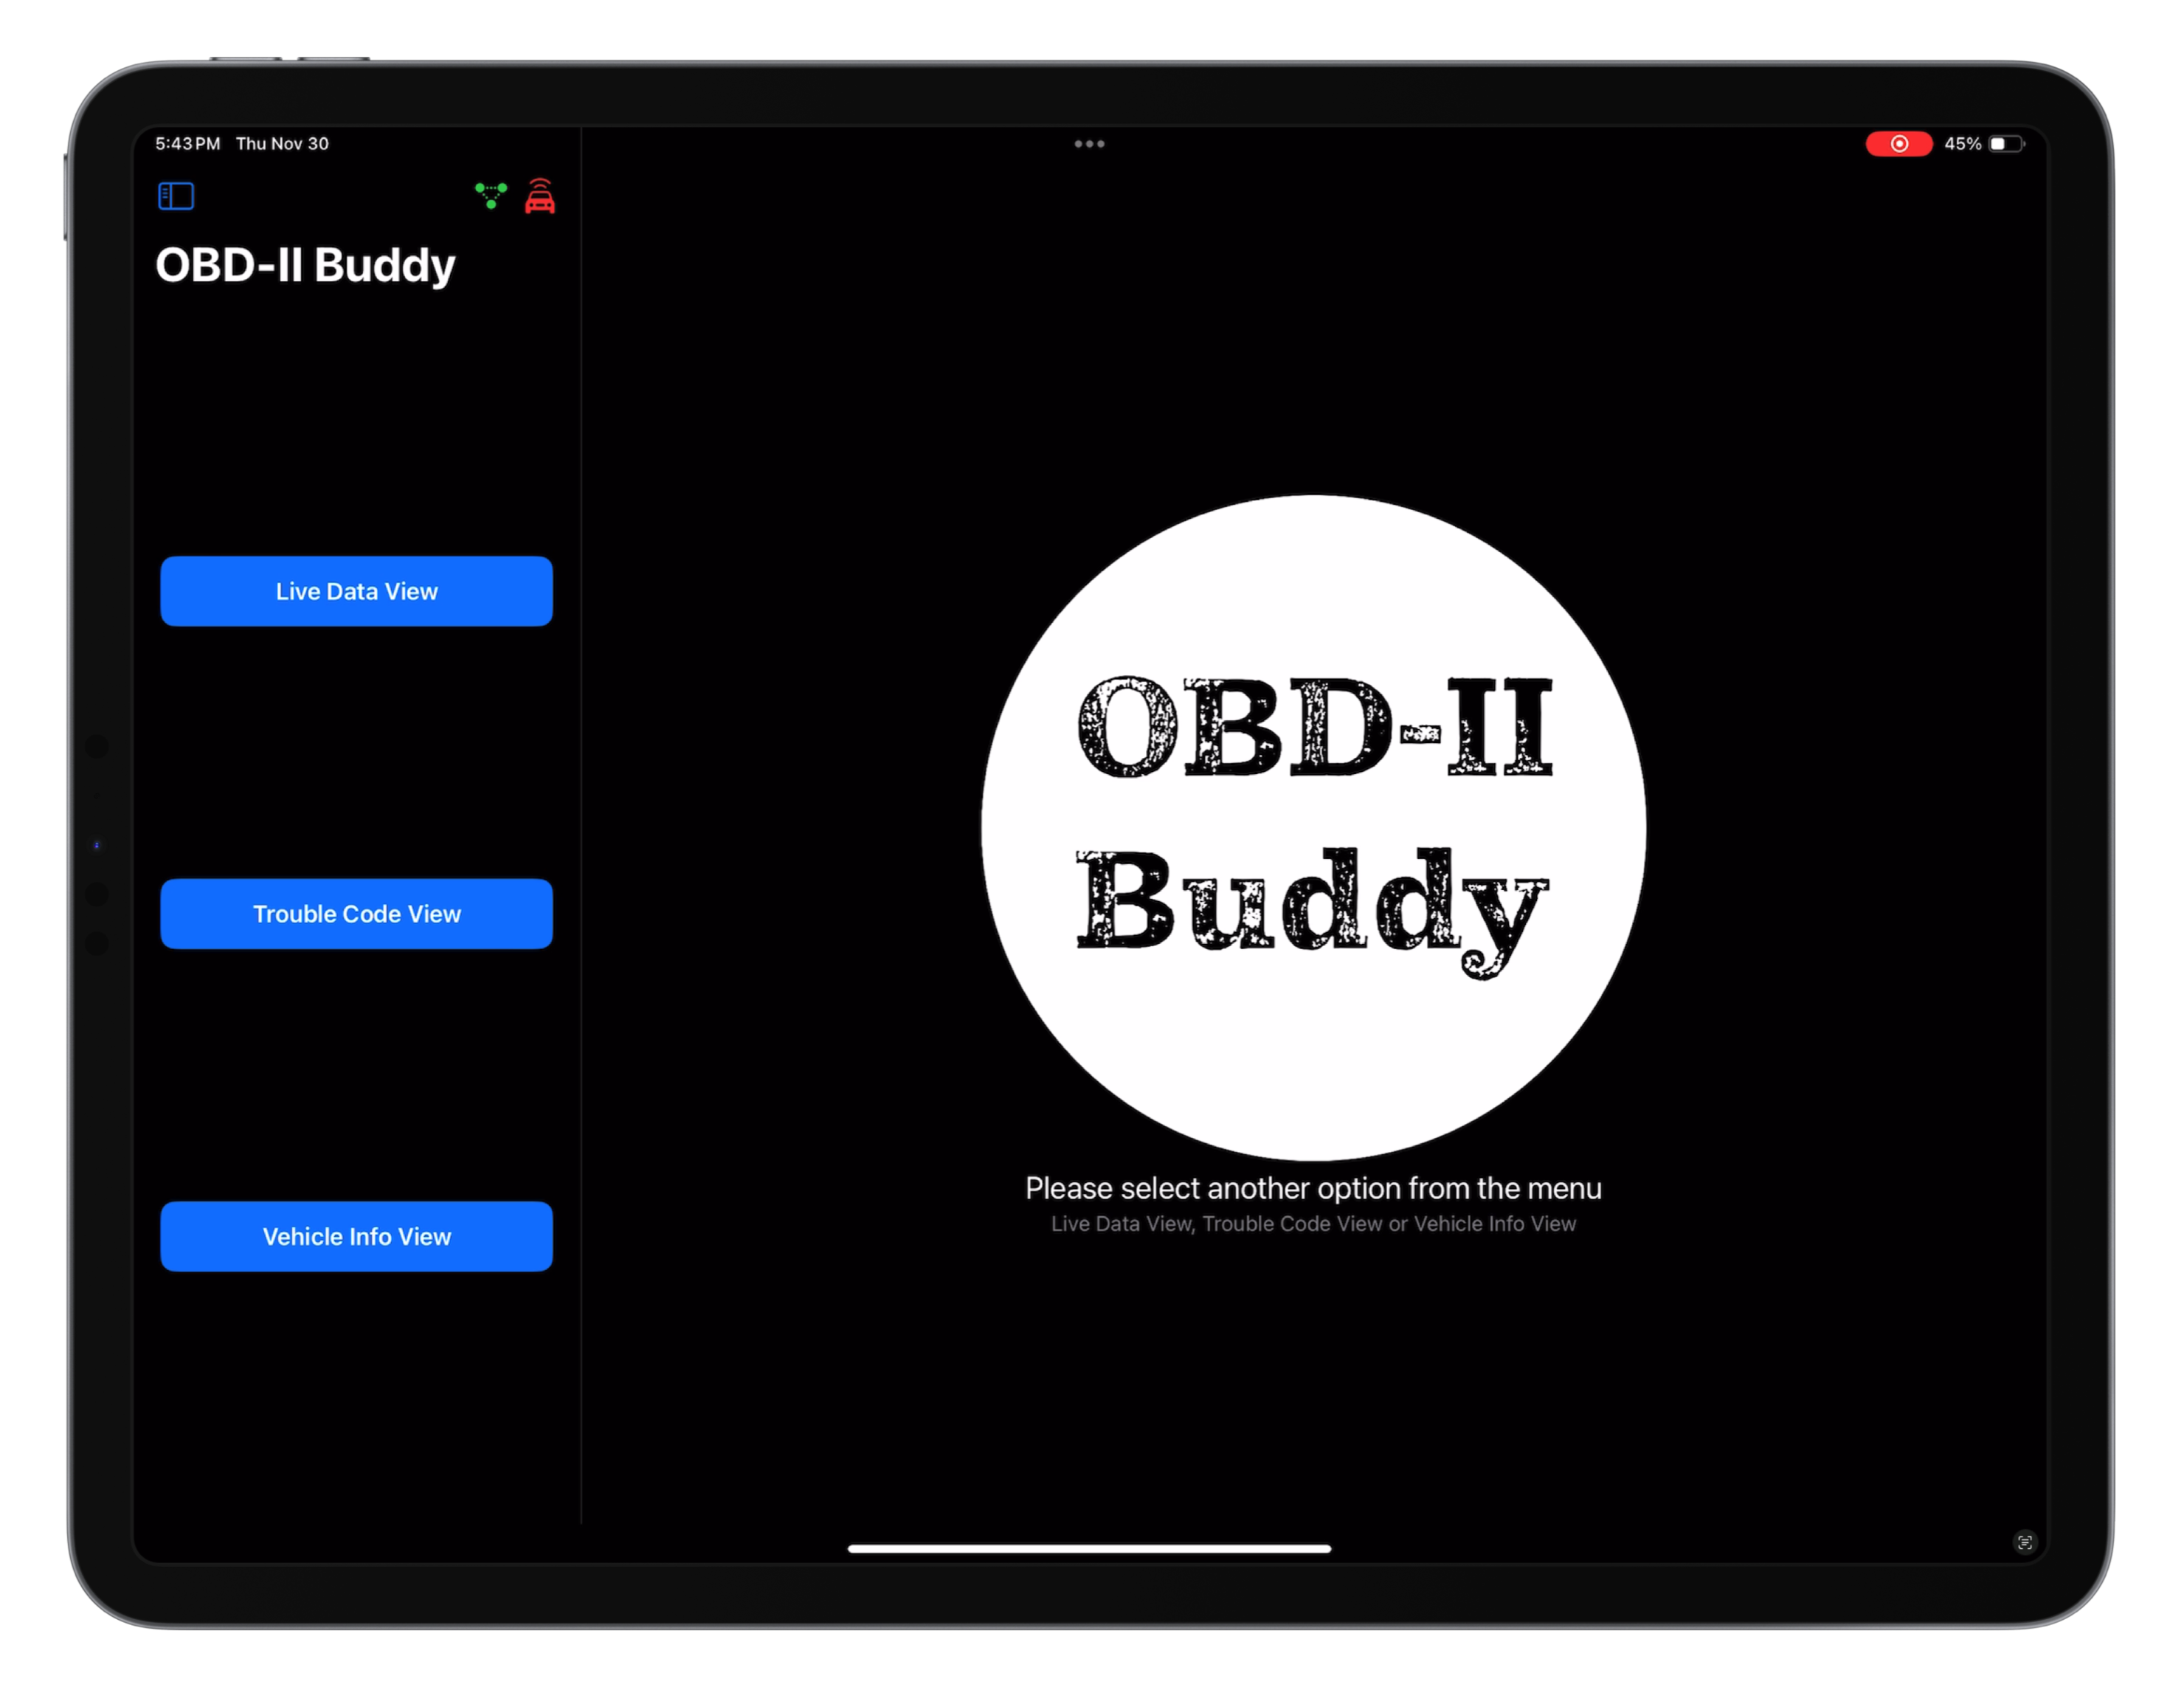 5:43 PM Thu Nov 30
45%
OBD-II Buddy
Live Data View
Trouble Code View
Vehicle Info View
OBD-II
Buddy
Please select another option from the menu
Live Data View, Trouble Code View or Vehicle Info View